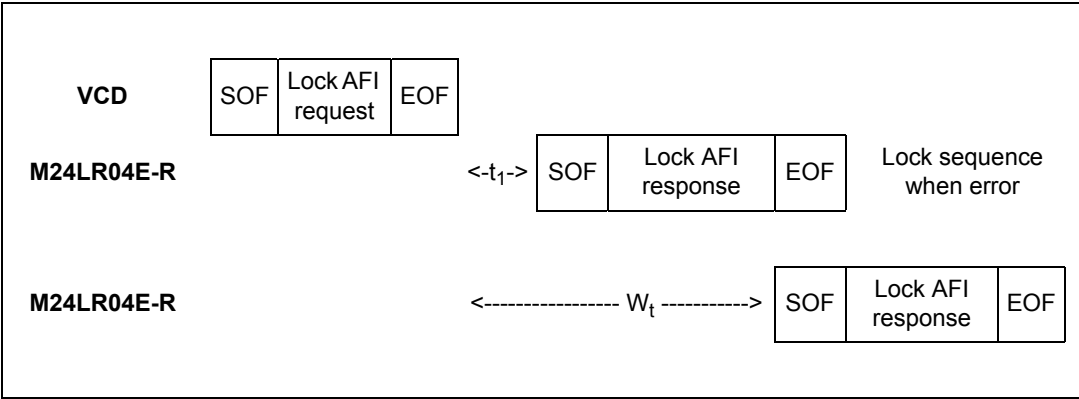 VCD SOF Lock AFI request EOF
M24LR04E-R <-t1-> SOF Lock AFI response EOF Lock sequence when error
M24LR04E-R <----------------- Wt -----------> SOF Lock AFI response EOF